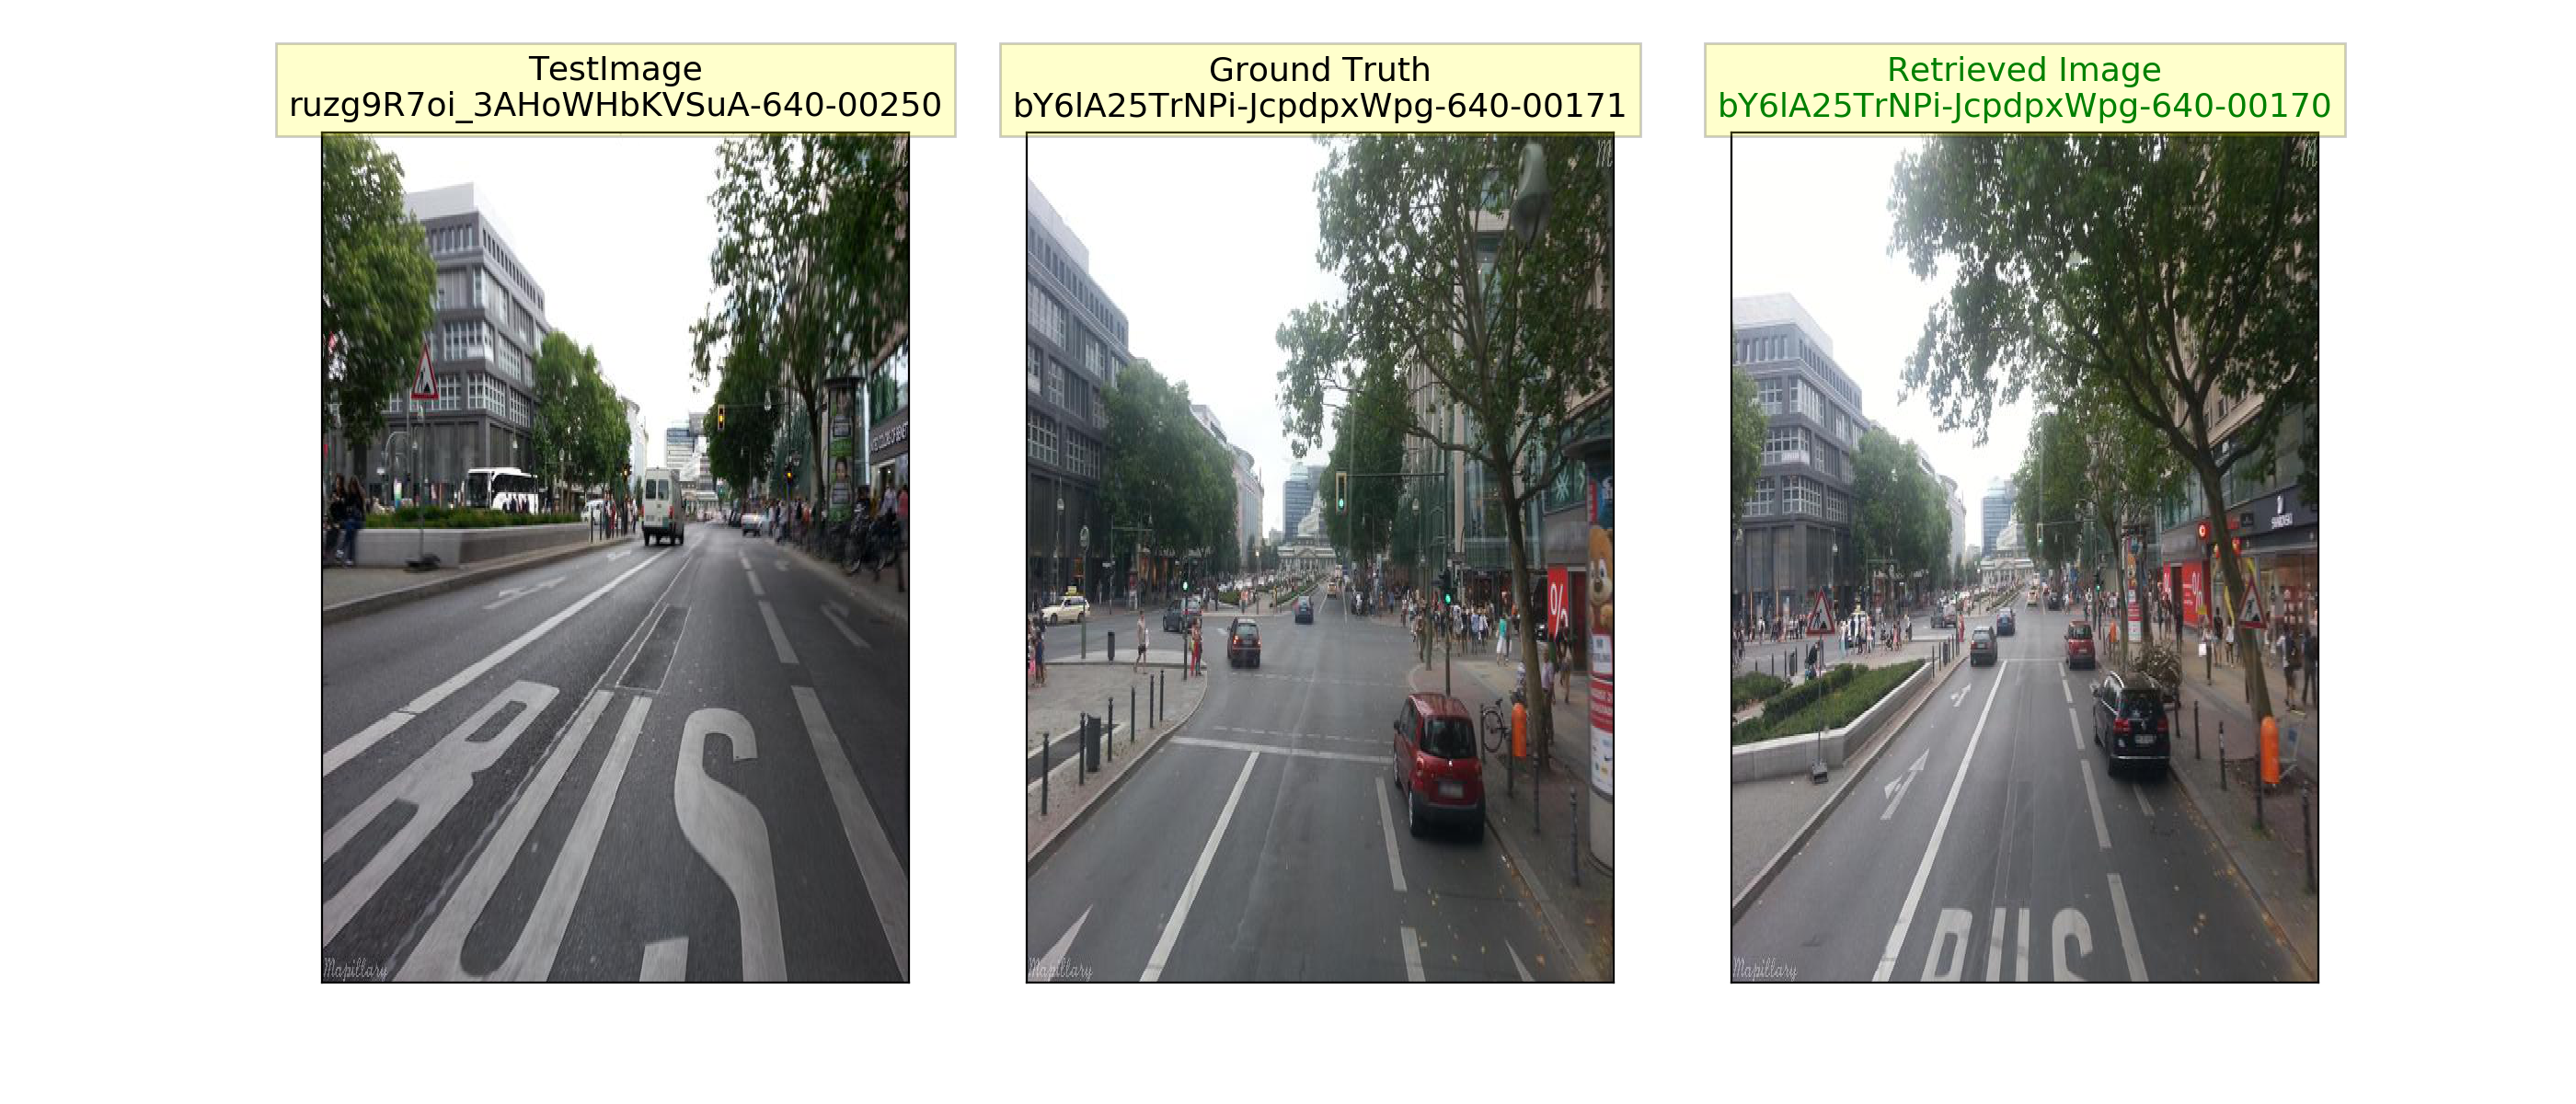 TestImage
ruzg9R7oi_3AHoWHbKVSuA-640-00250
Ground Truth
bY6lA25TrNPi-JcpdpxWpg-640-00171
Retrieved Image
bY6lA25TrNPi-JcpdpxWpg-640-00170
BUS
Mapillary
%
Mapillary
%
BUS
Mapillary